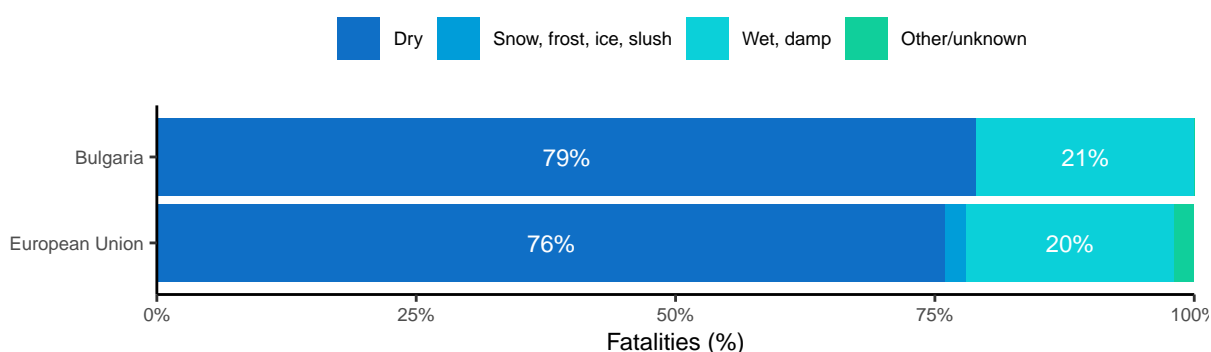 Dry Snow, frost, ice, slush Wet, damp Other/unknown
Bulgaria 79% 21%
European Union 76% 20%
0% 25% 50% 75% 100%
Fatalities (%)